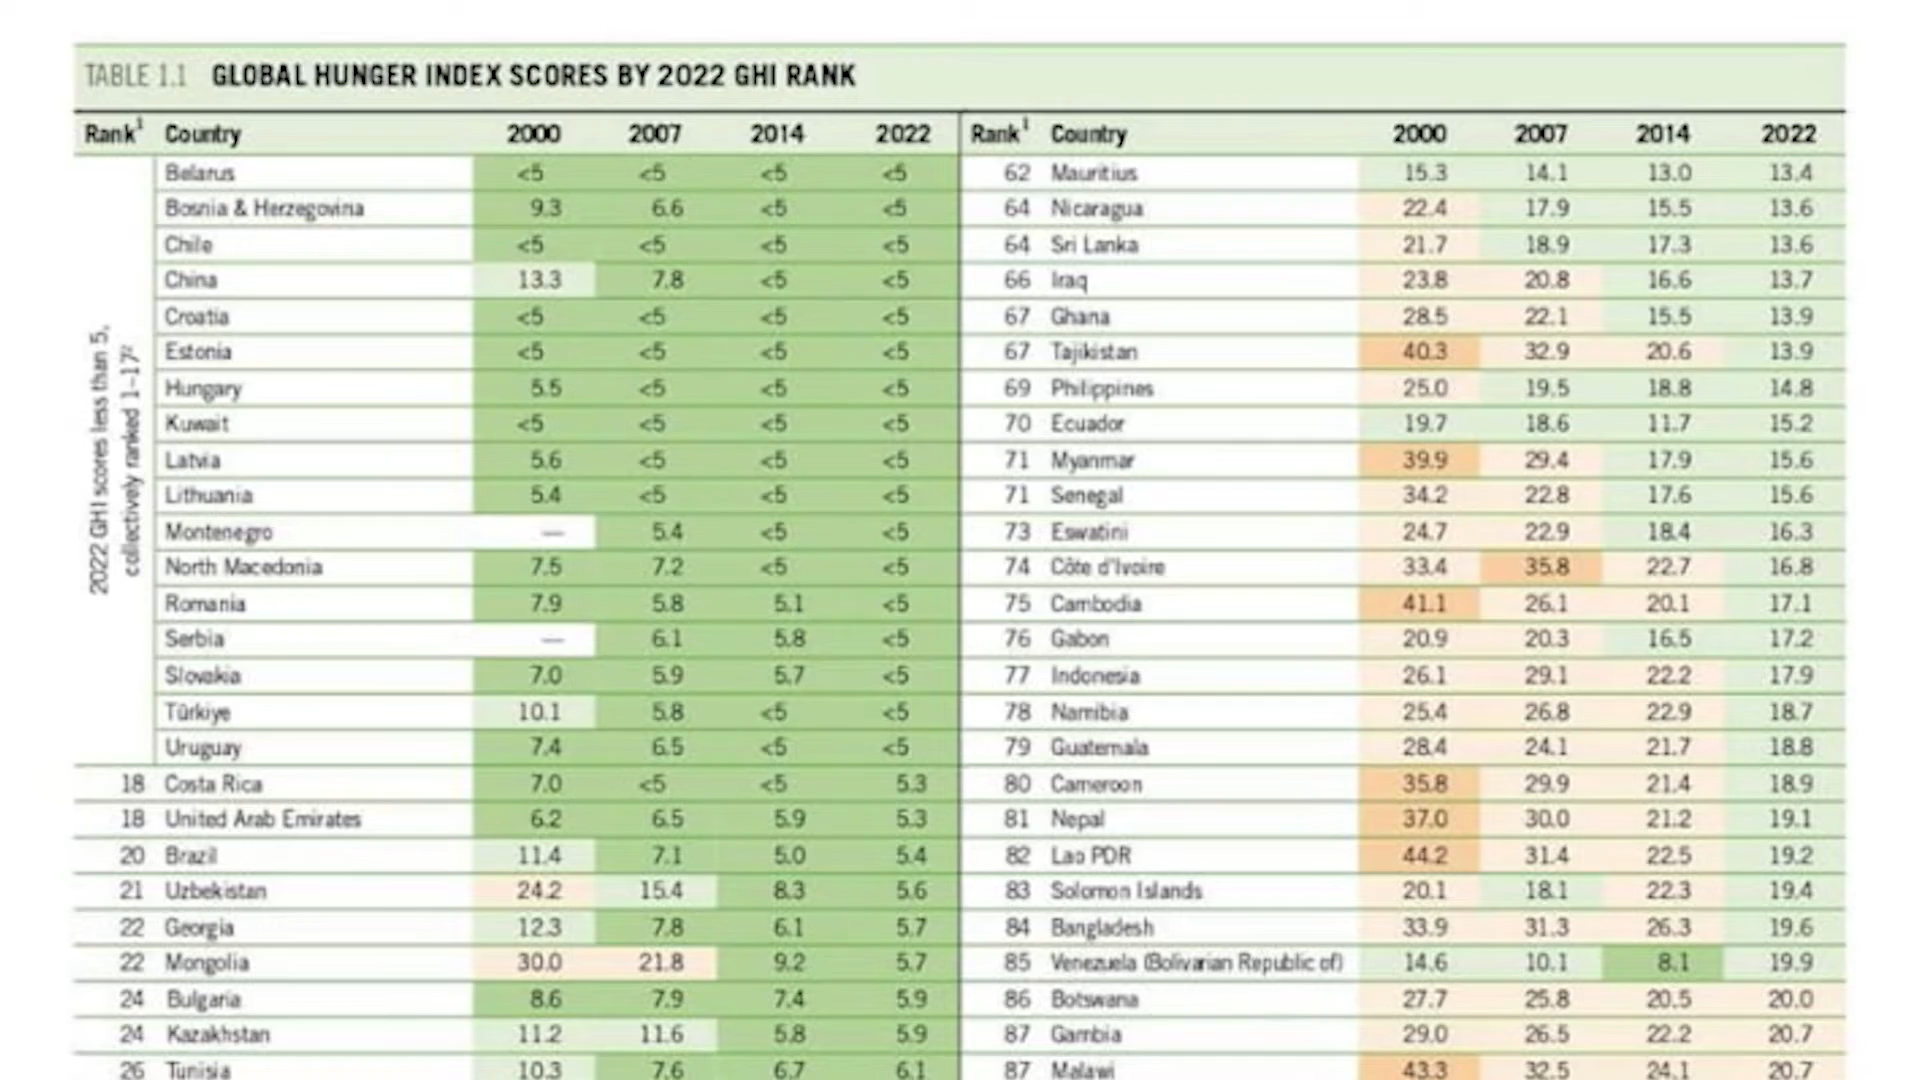 TABLE 1.1 GLOBAL HUNGER INDEX SCORES BY 2022 GHI RANK
Rank¹ Country 2000 2007 2014 2022
2022 GHI scores less than 5,
collectively ranked 1–17²
Belarus <5 <5 <5 <5
Bosnia & Herzegovina 9.3 6.6 <5 <5
Chile <5 <5 <5 <5
China 13.3 7.8 <5 <5
Croatia <5 <5 <5 <5
Estonia <5 <5 <5 <5
Hungary 5.5 <5 <5 <5
Kuwait <5 <5 <5 <5
Latvia 5.6 <5 <5 <5
Lithuania 5.4 <5 <5 <5
Montenegro — 5.4 <5 <5
North Macedonia 7.5 7.2 <5 <5
Romania 7.9 5.8 5.1 <5
Serbia — 6.1 5.8 <5
Slovakia 7.0 5.9 5.7 <5
Türkiye 10.1 5.8 <5 <5
Uruguay 7.4 6.5 <5 <5
18 Costa Rica 7.0 <5 <5 5.3
18 United Arab Emirates 6.2 6.5 5.9 5.3
20 Brazil 11.4 7.1 5.0 5.4
21 Uzbekistan 24.2 15.4 8.3 5.6
22 Georgia 12.3 7.8 6.1 5.7
22 Mongolia 30.0 21.8 9.2 5.7
24 Bulgaria 8.6 7.9 7.4 5.9
24 Kazakhstan 11.2 11.6 5.8 5.9
26 Tunisia 10.3 7.6 6.7 6.1
Rank¹ Country 2000 2007 2014 2022
62 Mauritius 15.3 14.1 13.0 13.4
64 Nicaragua 22.4 17.9 15.5 13.6
64 Sri Lanka 21.7 18.9 17.3 13.6
66 Iraq 23.8 20.8 16.6 13.7
67 Ghana 28.5 22.1 15.5 13.9
67 Tajikistan 40.3 32.9 20.6 13.9
69 Philippines 25.0 19.5 18.8 14.8
70 Ecuador 19.7 18.6 11.7 15.2
71 Myanmar 39.9 29.4 17.9 15.6
71 Senegal 34.2 22.8 17.6 15.6
73 Eswatini 24.7 22.9 18.4 16.3
74 Côte d'Ivoire 33.4 35.8 22.7 16.8
75 Cambodia 41.1 26.1 20.1 17.1
76 Gabon 20.9 20.3 16.5 17.2
77 Indonesia 26.1 29.1 22.2 17.9
78 Namibia 25.4 26.8 22.9 18.7
79 Guatemala 28.4 24.1 21.7 18.8
80 Cameroon 35.8 29.9 21.4 18.9
81 Nepal 37.0 30.0 21.2 19.1
82 Lao PDR 44.2 31.4 22.5 19.2
83 Solomon Islands 20.1 18.1 22.3 19.4
84 Bangladesh 33.9 31.3 26.3 19.6
85 Venezuela (Bolivarian Republic of) 14.6 10.1 8.1 19.9
86 Botswana 27.7 25.8 20.5 20.0
87 Gambia 29.0 26.5 22.2 20.7
87 Malawi 43.3 32.5 24.1 20.7